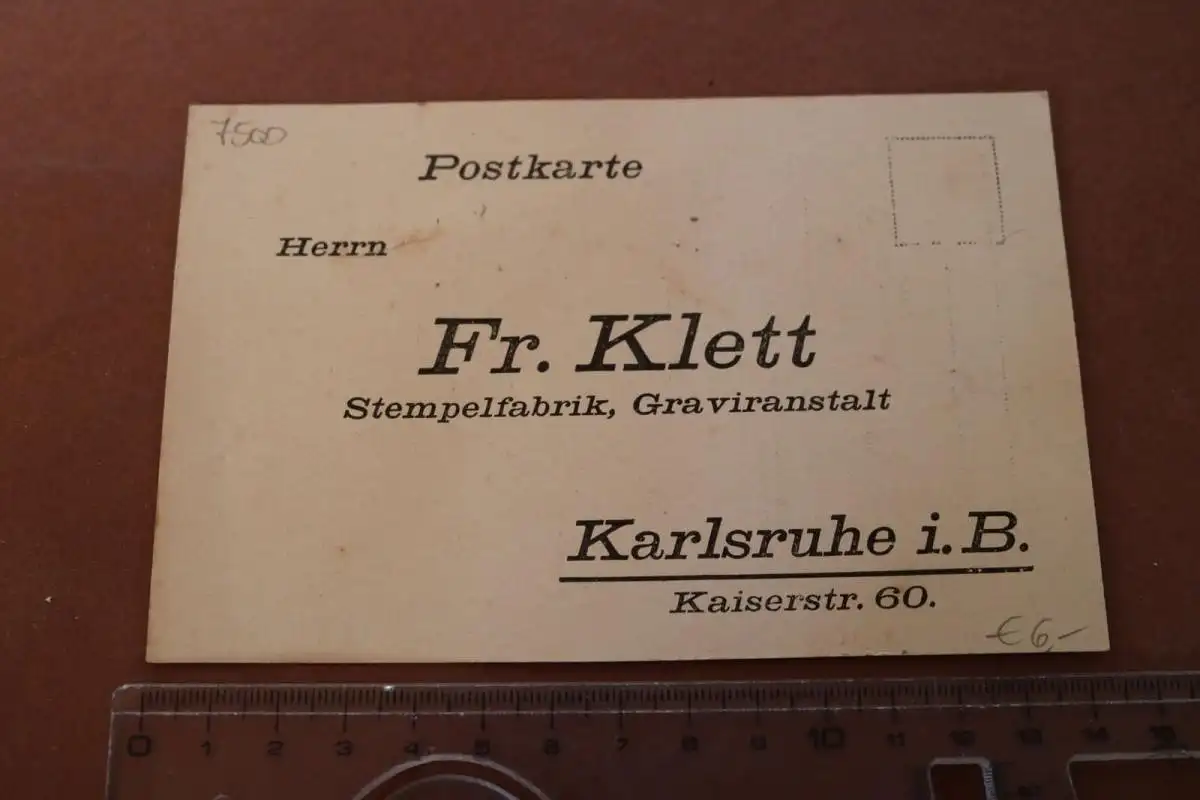 7500
Postkarte
Herrn
Fr. Klett
Stempelfabrik, Graviranstalt
Karlsruhe i. B.
Kaiserstr. 60.
€ 6,-
0 1 2 3 4 5 6 7 8 9 10 11 12 13 14 15